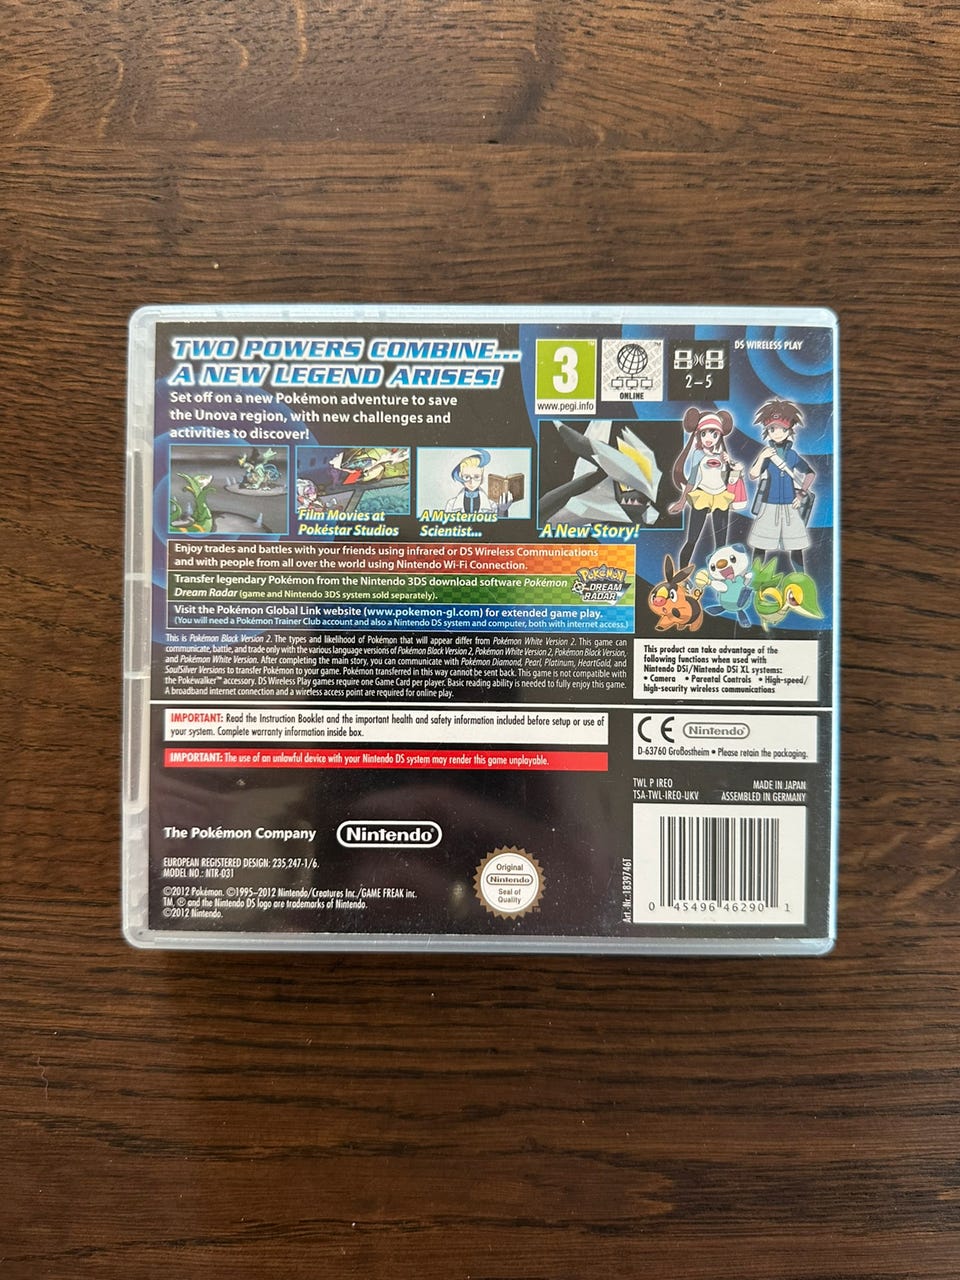 TWO POWERS COMBINE...
A NEW LEGEND ARISES!
Set off on a new Pokémon adventure to save
the Unova region, with new challenges and
activities to discover!
3
www.pegi.info
ONLINE
2–5
DS WIRELESS PLAY
Film Movies at
Pokéstar Studios
A Mysterious
Scientist...
A New Story!
Enjoy trades and battles with your friends using infrared or DS Wireless Communications
and with people from all over the world using Nintendo Wi-Fi Connection.
Transfer legendary Pokémon from the Nintendo 3DS download software Pokémon
Dream Radar (game and Nintendo 3DS system sold separately).
Pokémon
DREAM
RADAR
Visit the Pokémon Global Link website (www.pokemon-gl.com) for extended game play.
(You will need a Pokémon Trainer Club account and also a Nintendo DS system and computer, both with internet access.)
This is Pokémon Black Version 2. The types and likelihood of Pokémon that will appear differ from Pokémon White Version 2. This game can
communicate, battle, and trade only with the various language versions of Pokémon Black Version 2, Pokémon White Version 2, Pokémon Black Version,
and Pokémon White Version. After completing the main story, you can communicate with Pokémon Diamond, Pearl, Platinum, HeartGold, and
SoulSilver Versions to transfer Pokémon to your game. Pokémon transferred in this way cannot be sent back. This game is not compatible with
the Pokéwalker™ accessory. DS Wireless Play games require one Game Card per player. Basic reading ability is needed to fully enjoy this game.
A broadband internet connection and a wireless access point are required for online play.
This product can take advantage of the
following functions when used with
Nintendo DSi/Nintendo DSi XL systems:
• Camera • Parental Controls • High-speed/
high-security wireless communications
IMPORTANT: Read the Instruction Booklet and the important health and safety information included before setup or use of
your system. Complete warranty information inside box.
IMPORTANT: The use of an unlawful device with your Nintendo DS system may render this game unplayable.
CE Nintendo®
D-63760 Großostheim • Please retain the packaging.
TWL P IREO MADE IN JAPAN
TSA-TWL-IREO-UKV ASSEMBLED IN GERMANY
The Pokémon Company Nintendo®
EUROPEAN REGISTERED DESIGN: 235,247-1/6.
MODEL NO.: NTR-031
©2012 Pokémon. ©1995–2012 Nintendo/Creatures Inc./GAME FREAK inc.
TM, ® and the Nintendo DS logo are trademarks of Nintendo.
©2012 Nintendo.
Original
Nintendo
Seal of
Quality
Art.-Nr. 1839746T
0 45496 46290 1